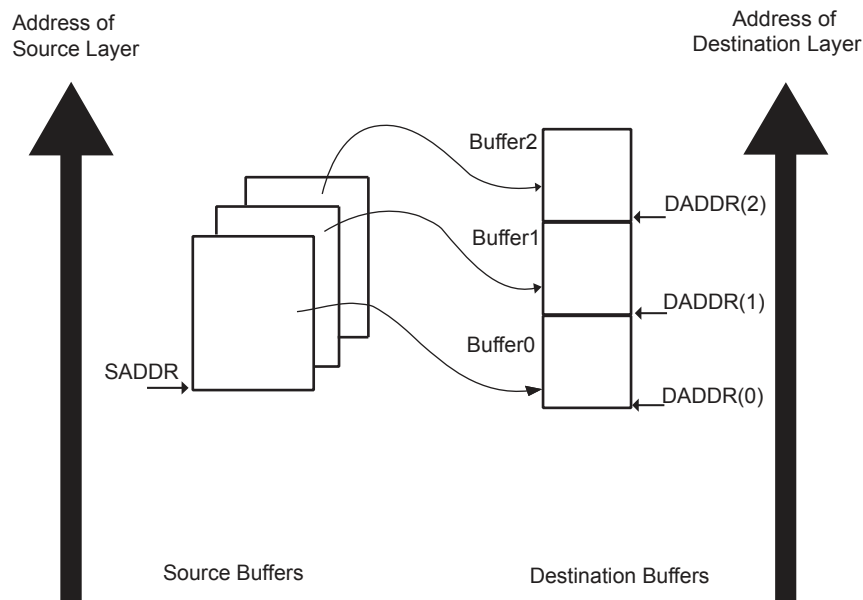 Address of
Source Layer
Address of
Destination Layer
Buffer2
DADDR(2)
Buffer1
DADDR(1)
Buffer0
SADDR
DADDR(0)
Source Buffers
Destination Buffers